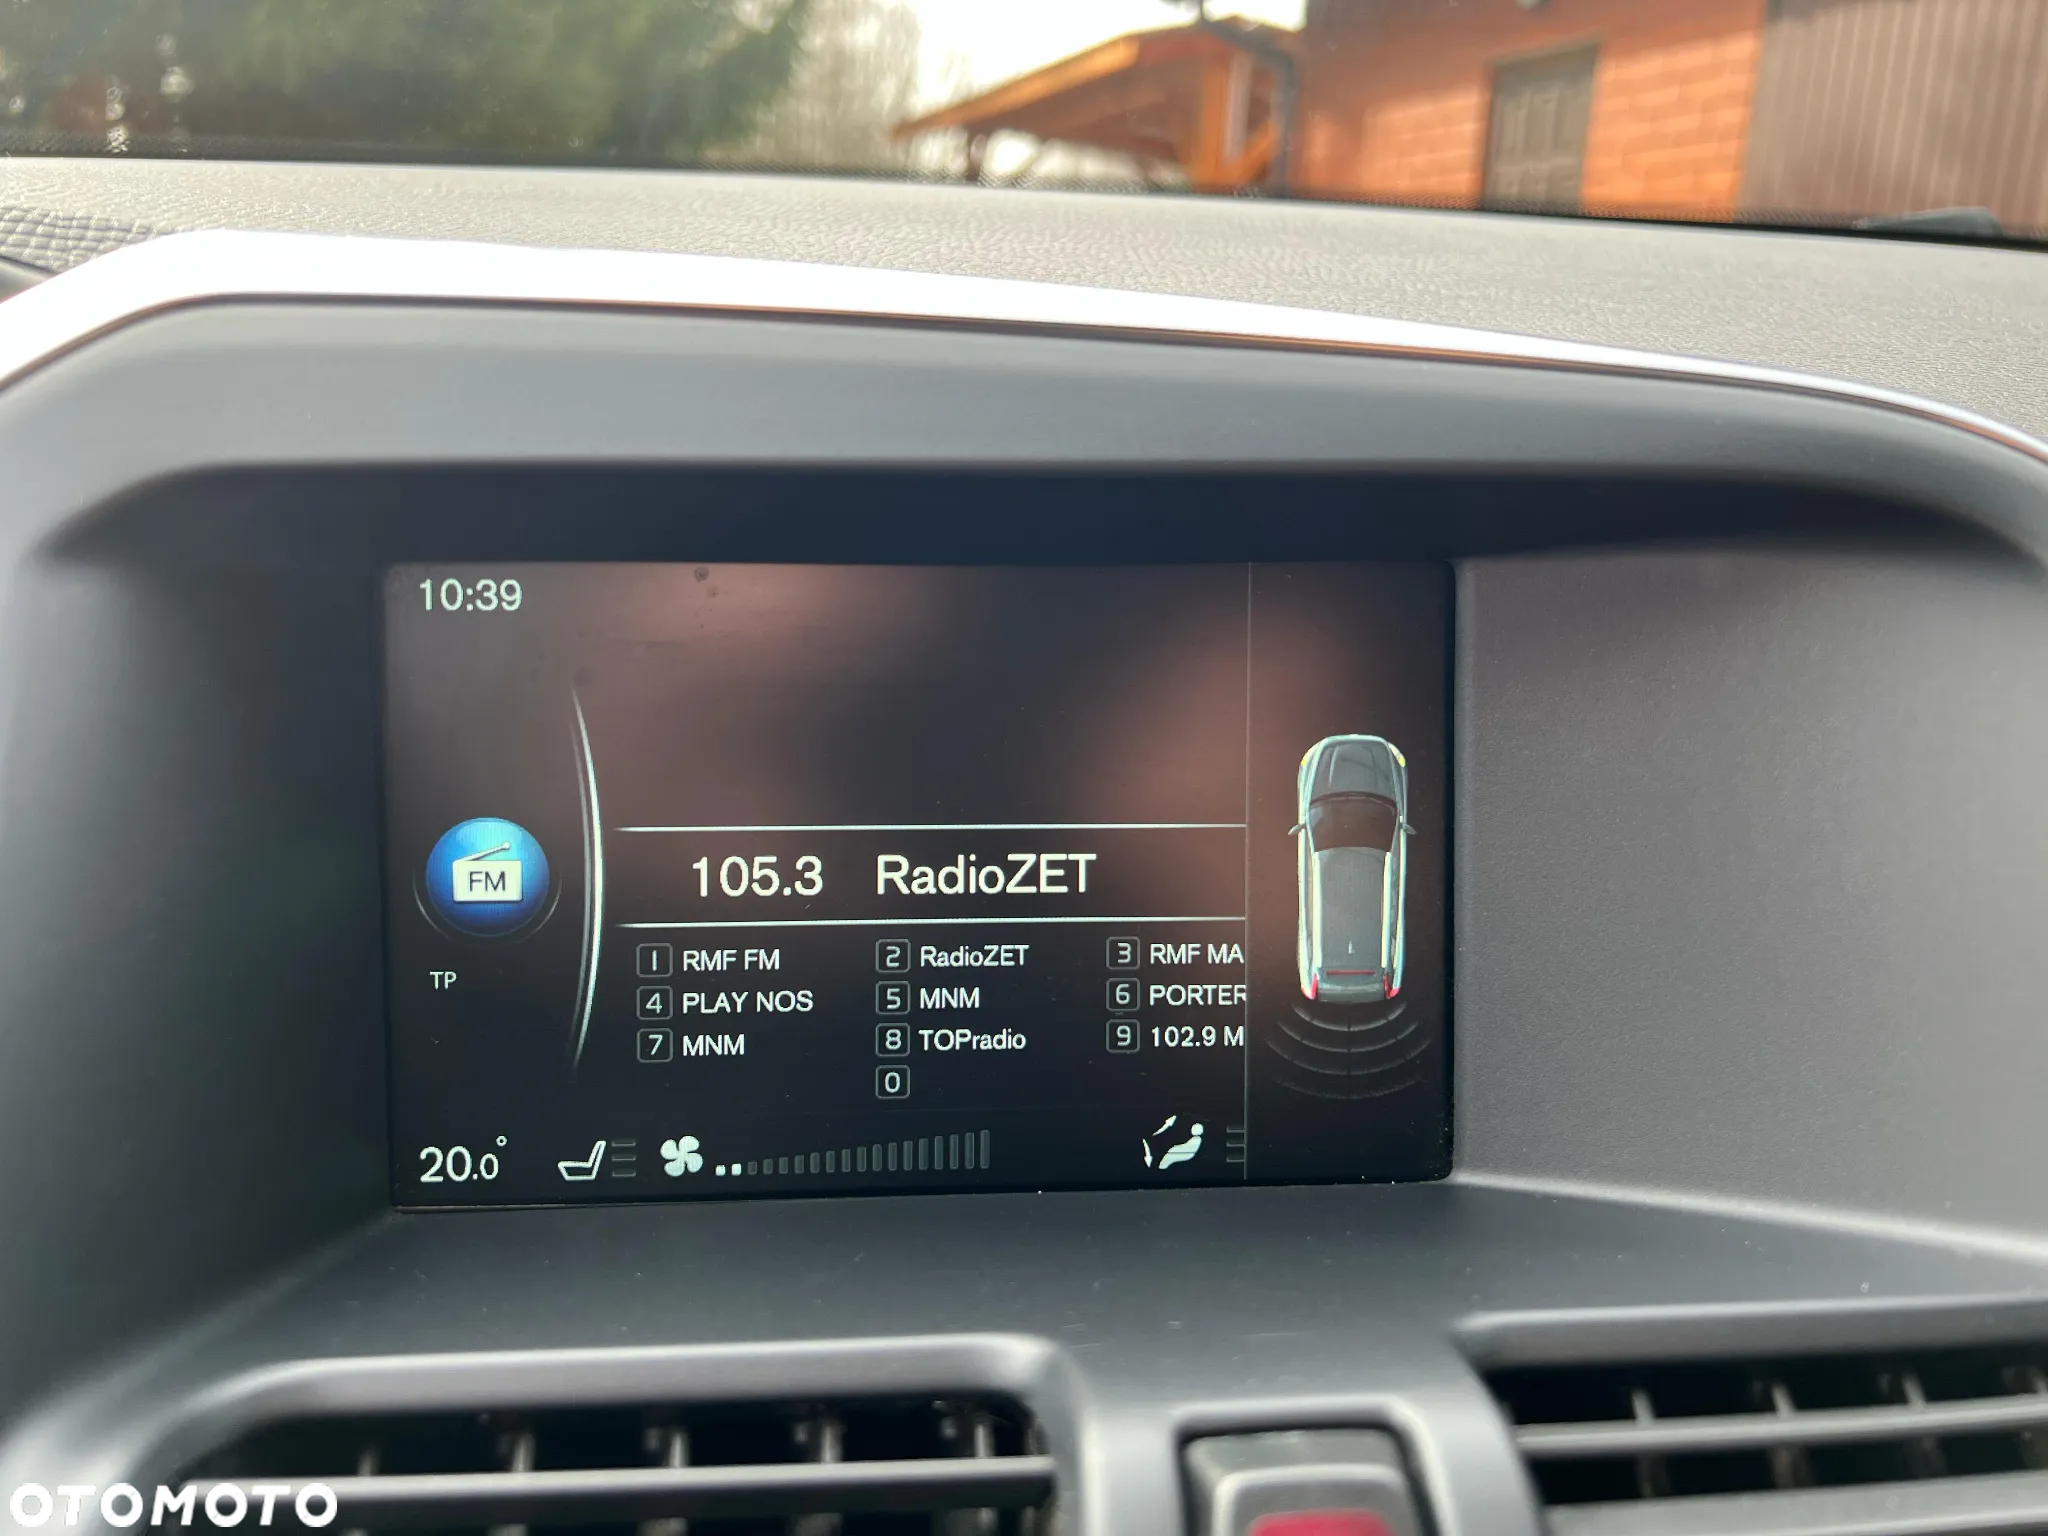 10:39
FM
105.3 RadioZET
TP
1 RMF FM 2 RadioZET 3 RMF MA
4 PLAY NOS 5 MNM 6 PORTER
7 MNM 8 TOPradio 9 102.9 M
0
20.0°
OTOMOTO